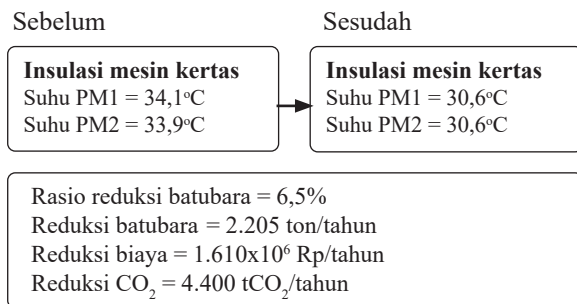 Sebelum
Sesudah
Insulasi mesin kertas
Suhu PM1 = 34,1°C
Suhu PM2 = 33,9°C
Insulasi mesin kertas
Suhu PM1 = 30,6°C
Suhu PM2 = 30,6°C
Rasio reduksi batubara = 6,5%
Reduksi batubara = 2.205 ton/tahun
Reduksi biaya = 1.610x10⁶ Rp/tahun
Reduksi CO₂ = 4.400 tCO₂/tahun